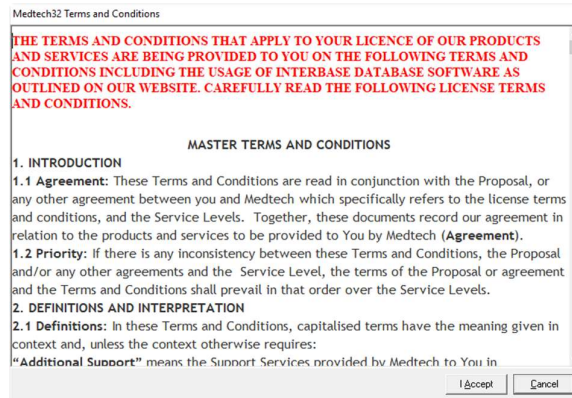 Medtech32 Terms and Conditions
THE TERMS AND CONDITIONS THAT APPLY TO YOUR LICENCE OF OUR PRODUCTS
AND SERVICES ARE BEING PROVIDED TO YOU ON THE FOLLOWING TERMS AND
CONDITIONS INCLUDING THE USAGE OF INTERBASE DATABASE SOFTWARE AS
OUTLINED ON OUR WEBSITE. CAREFULLY READ THE FOLLOWING LICENSE TERMS
AND CONDITIONS.
MASTER TERMS AND CONDITIONS
1. INTRODUCTION
1.1 Agreement: These Terms and Conditions are read in conjunction with the Proposal, or
any other agreement between you and Medtech which specifically refers to the license terms
and conditions, and the Service Levels. Together, these documents record our agreement in
relation to the products and services to be provided to You by Medtech (Agreement).
1.2 Priority: If there is any inconsistency between these Terms and Conditions, the Proposal
and/or any other agreements and the Service Level, the terms of the Proposal or agreement
and the Terms and Conditions shall prevail in that order over the Service Levels.
2. DEFINITIONS AND INTERPRETATION
2.1 Definitions: In these Terms and Conditions, capitalised terms have the meaning given in
context and, unless the context otherwise requires:
“Additional Support” means the Support Services provided by Medtech to You in
I Accept
Cancel